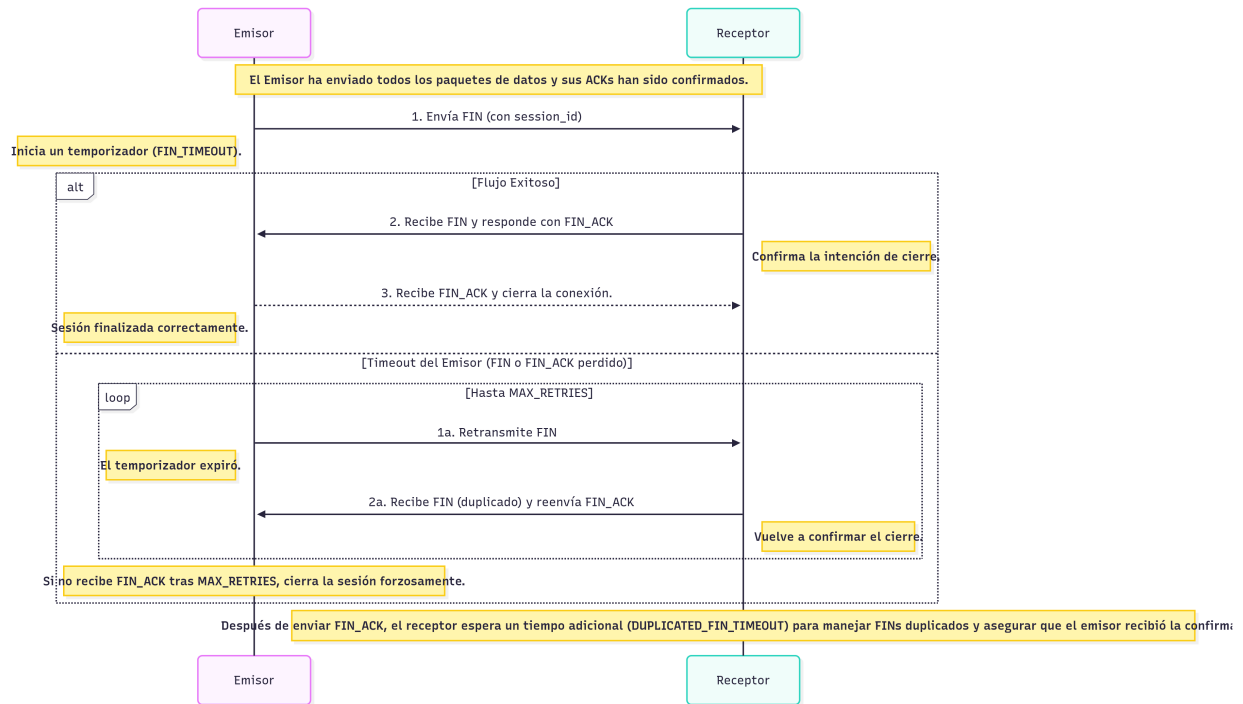 Emisor
Receptor
El Emisor ha enviado todos los paquetes de datos y sus ACKs han sido confirmados.
1. Envía FIN (con session_id)
Inicia un temporizador (FIN_TIMEOUT).
alt
[Flujo Exitoso]
2. Recibe FIN y responde con FIN_ACK
Confirma la intención de cierre.
3. Recibe FIN_ACK y cierra la conexión.
Sesión finalizada correctamente.
[Timeout del Emisor (FIN o FIN_ACK perdido)]
loop
[Hasta MAX_RETRIES]
1a. Retransmite FIN
El temporizador expiró.
2a. Recibe FIN (duplicado) y reenvía FIN_ACK
Vuelve a confirmar el cierre.
Si no recibe FIN_ACK tras MAX_RETRIES, cierra la sesión forzosamente.
Después de enviar FIN_ACK, el receptor espera un tiempo adicional (DUPLICATED_FIN_TIMEOUT) para manejar FINs duplicados y asegurar que el emisor recibió la
Emisor
Receptor